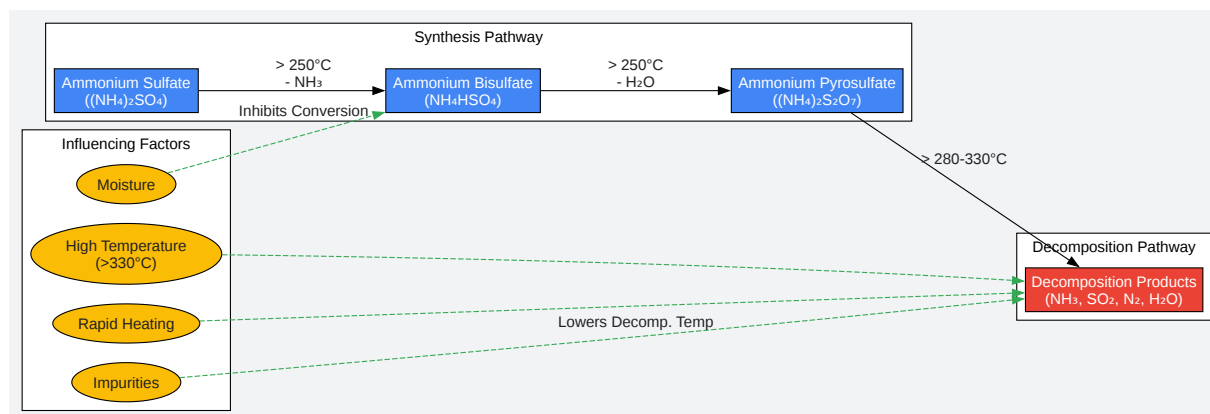 Synthesis Pathway
Ammonium Sulfate
((NH₄)₂SO₄)
> 250°C
- NH₃
Ammonium Bisulfate
(NH₄HSO₄)
> 250°C
- H₂O
Ammonium Pyrosulfate
((NH₄)₂S₂O₇)
Inhibits Conversion
> 280-330°C
Influencing Factors
Moisture
High Temperature
(>330°C)
Rapid Heating
Impurities
Lowers Decomp. Temp
Decomposition Pathway
Decomposition Products
(NH₃, SO₂, N₂, H₂O)